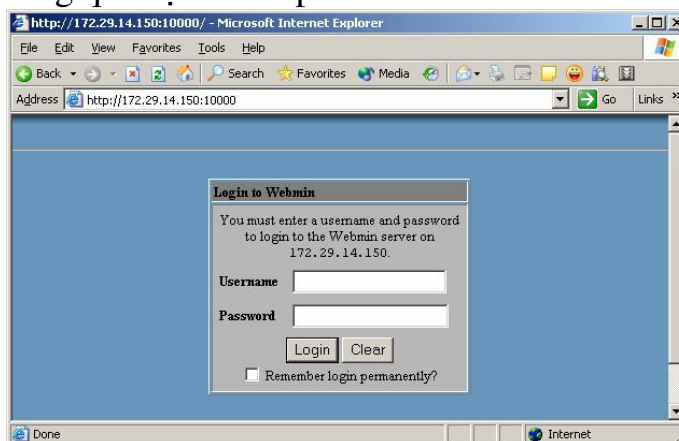 http://172.29.14.150:10000/ - Microsoft Internet Explorer
File Edit View Favorites Tools Help
Back Search Favorites Media
Address http://172.29.14.150:10000 Go Links »
Login to Webmin
You must enter a username and password
to login to the Webmin server on
172.29.14.150.
Username
Password
Login Clear
Remember login permanently?
Done Internet